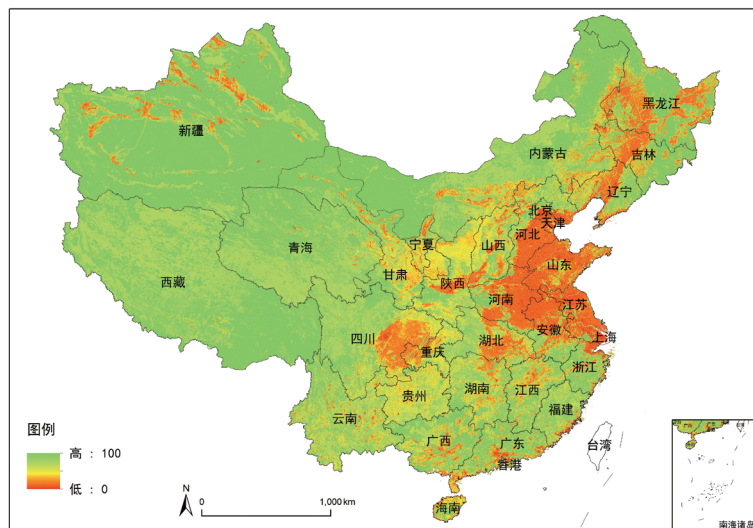 黑龙江
新疆
内蒙古
吉林
辽宁
北京
天津
河北
宁夏
山西
青海
山东
甘肃
西藏
陕西
河南
江苏
安徽
上海
四川
湖北
重庆
浙江
湖南
江西
贵州
福建
云南
广西
广东
台湾
香港
海南
图例
高 : 100
低 : 0
N
0
1,000 km
南海诸岛